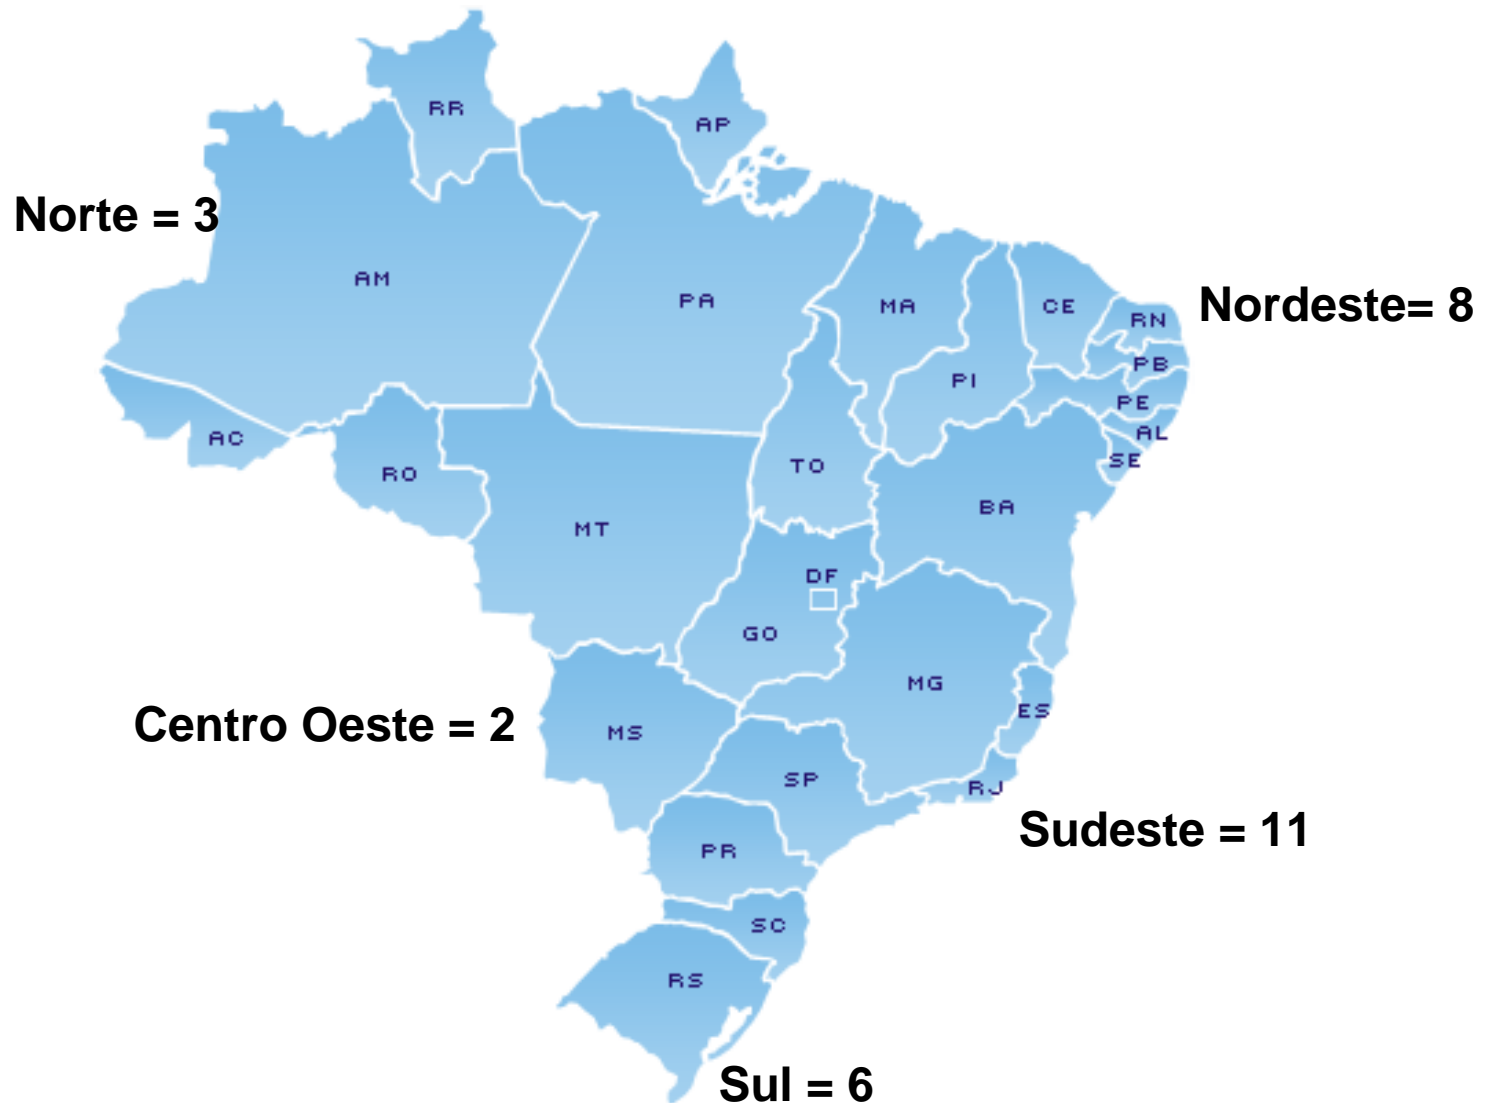 RR
AP
Norte = 3
AM
PA
MA
CE
Nordeste= 8
RN
PB
PI
PE
AL
AC
SE
TO
RO
BA
MT
DF
GO
MG
ES
Centro Oeste = 2
MS
SP
RJ
Sudeste = 11
PR
SC
RS
Sul = 6